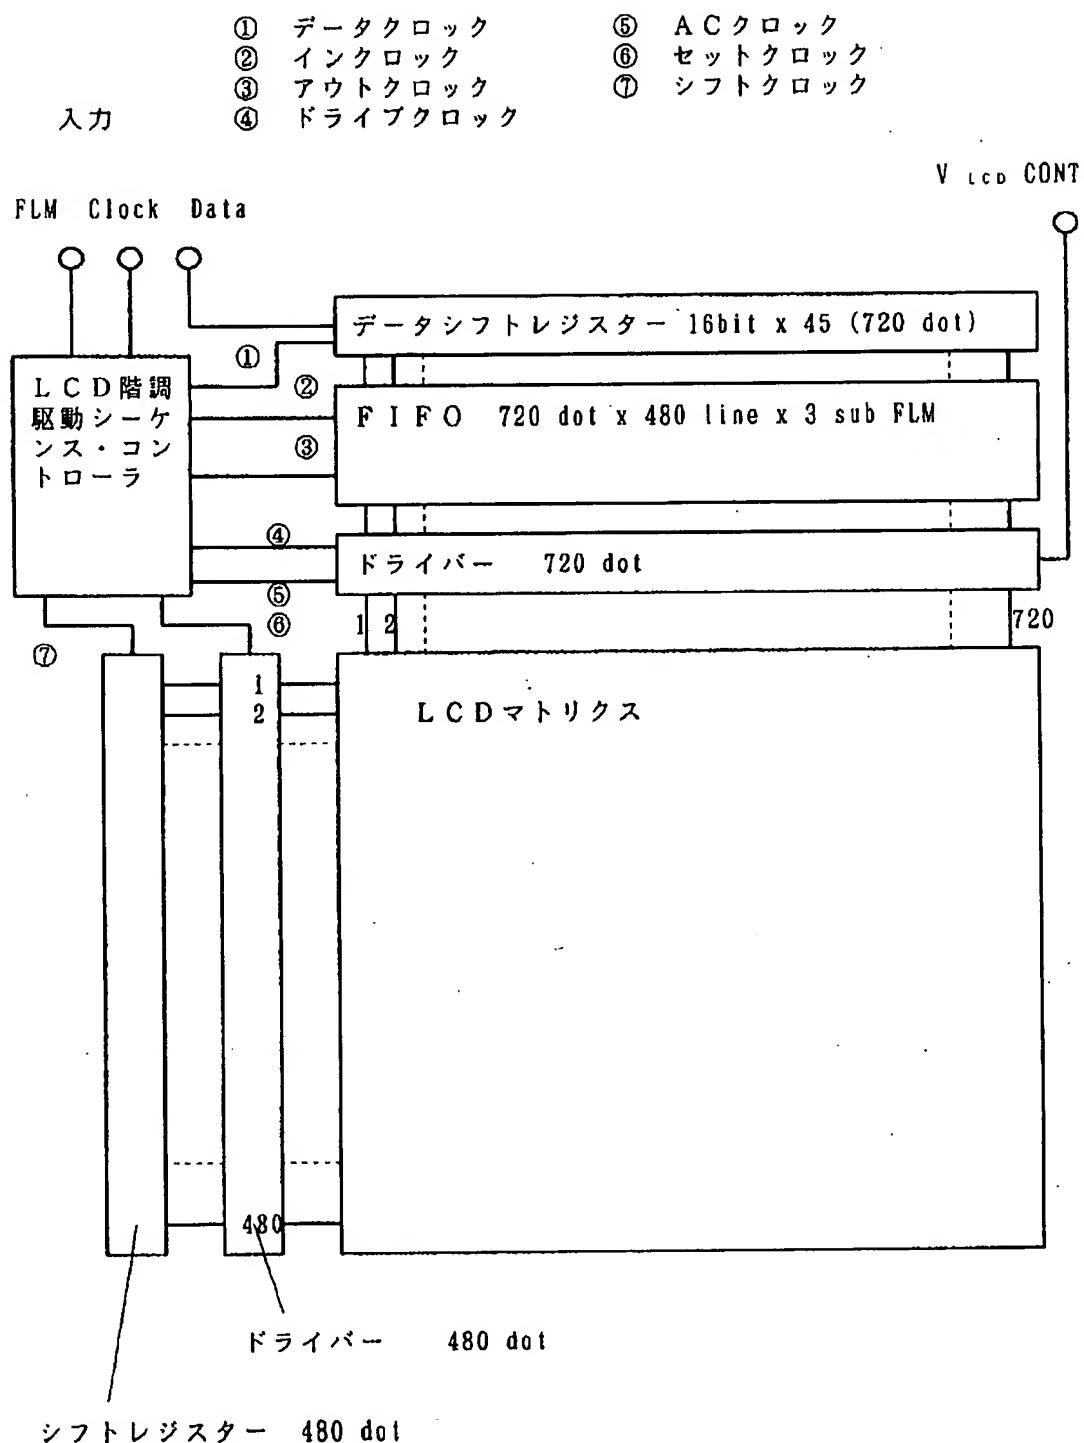 ① データクロック
② インクロック
③ アウトクロック
④ ドライブクロック
⑤ ACクロック
⑥ セットクロック
⑦ シフトクロック
入力
V LCD CONT
FLM Clock Data
データシフトレジスター 16bit x 45 (720 dot)
①
LCD階調
駆動シーケ
ンス・コン
トローラ
②
FIFO 720 dot x 480 line x 3 sub FLM
③
④
ドライバー 720 dot
⑤
⑥
1 2
720
⑦
1
2
LCDマトリクス
480
ドライバー 480 dot
シフトレジスター 480 dot